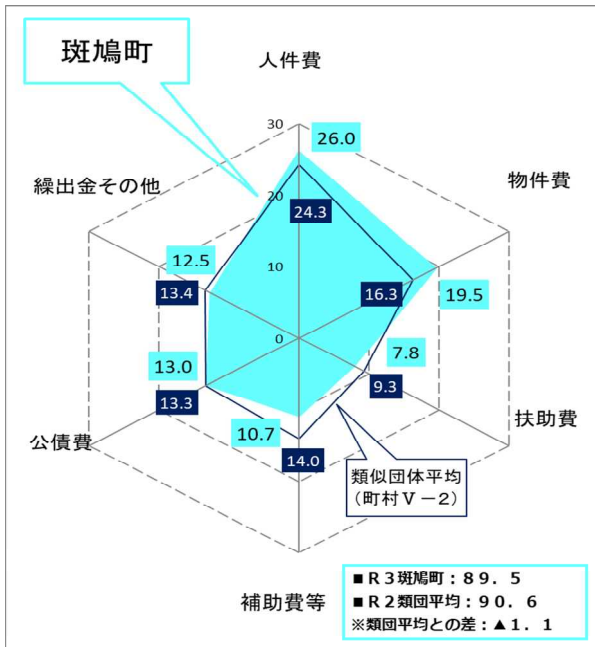 斑鳩町
人件費
30
26.0
物件費
繰出金その他
20
24.3
12.5
10
16.3
19.5
13.4
0
7.8
13.0
9.3
13.3
扶助費
公債費
10.7
14.0
類似団体平均
（町村Ⅴ－2）
補助費等
■Ｒ３斑鳩町：８９．５
■Ｒ２類団平均：９０．６
※類団平均との差：▲１．１